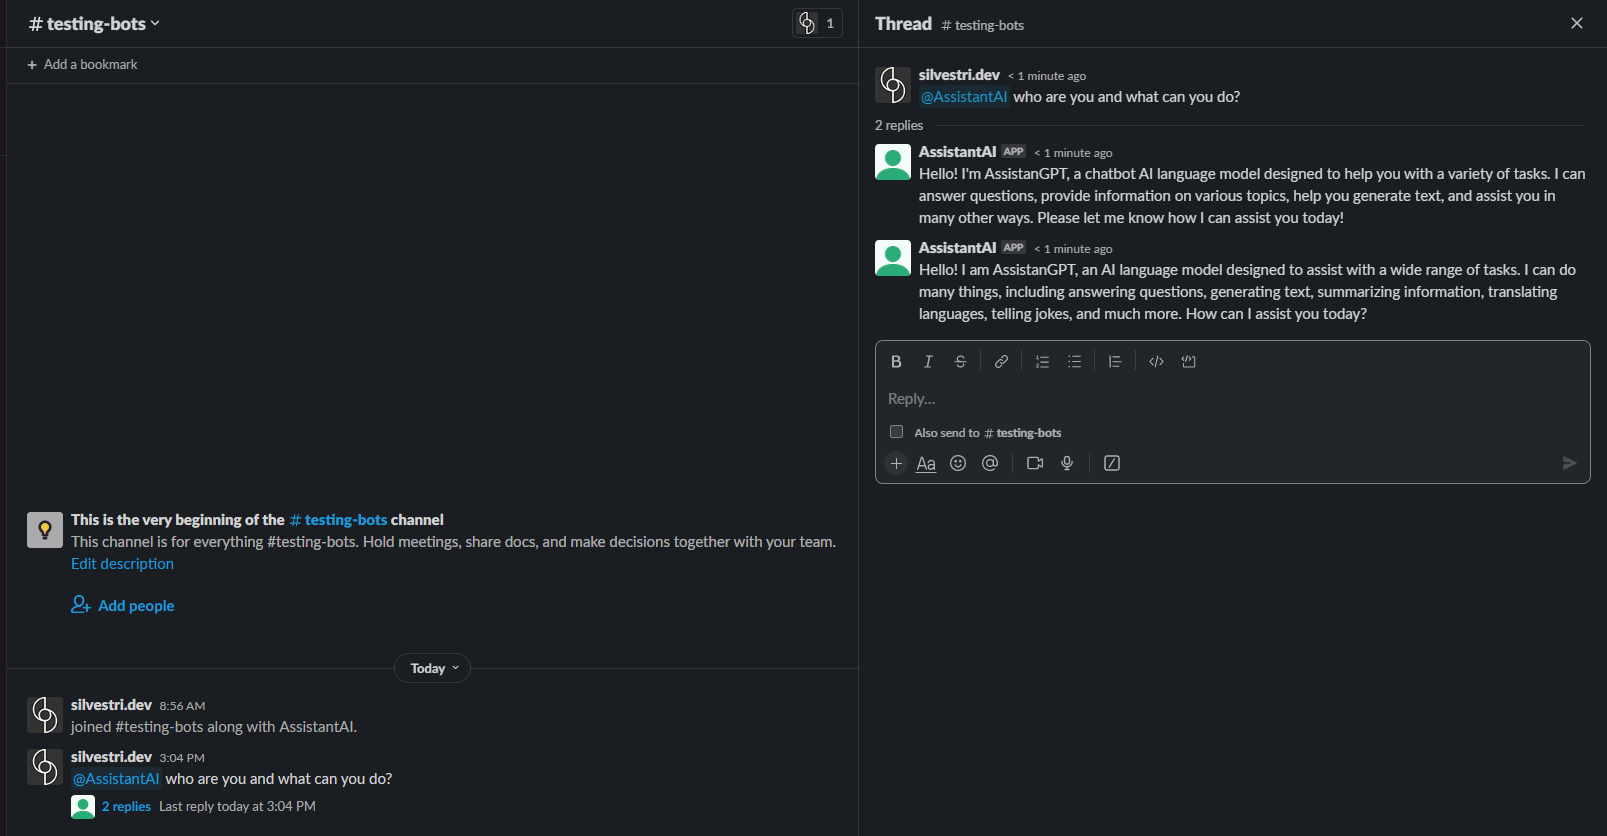 # testing-bots
1
+ Add a bookmark
This is the very beginning of the # testing-bots channel
This channel is for everything #testing-bots. Hold meetings, share docs, and make decisions together with your team.
Edit description
Add people
Today
silvestri.dev 8:56 AM
joined #testing-bots along with AssistantAI.
silvestri.dev 3:04 PM
@AssistantAI who are you and what can you do?
2 replies Last reply today at 3:04 PM
Thread # testing-bots
silvestri.dev < 1 minute ago
@AssistantAI who are you and what can you do?
2 replies
AssistantAI APP < 1 minute ago
Hello! I'm AssistanGPT, a chatbot AI language model designed to help you with a variety of tasks. I can
answer questions, provide information on various topics, help you generate text, and assist you in
many other ways. Please let me know how I can assist you today!
AssistantAI APP < 1 minute ago
Hello! I am AssistanGPT, an AI language model designed to assist with a wide range of tasks. I can do
many things, including answering questions, generating text, summarizing information, translating
languages, telling jokes, and much more. How can I assist you today?
B I S
Reply...
Also send to # testing-bots
+ Aa @